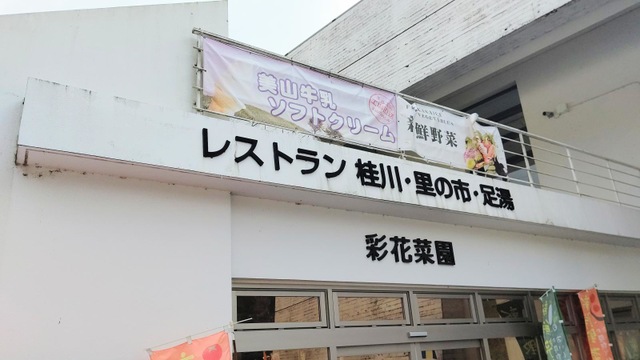 美山牛乳
ソフトクリーム
新鮮野菜
レストラン 桂川・里の市・足湯
彩花菜園